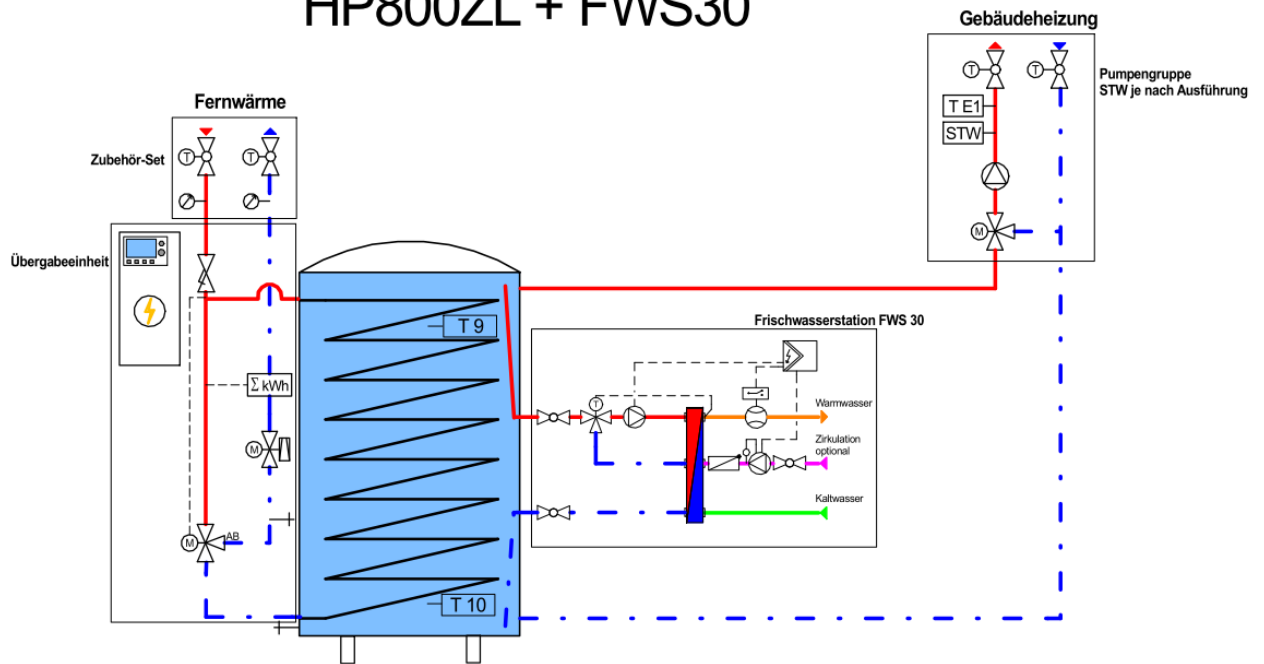 HP800ZL + FWS30
Gebäudeheizung
T
T
Pumpengruppe
STW je nach Ausführung
T E1
STW
M
Fernwärme
Zubehör-Set
T
T
Übergabeeinheit
Σ kWh
M
M
AB
T 9
T 10
Frischwasserstation FWS 30
T
Warmwasser
Zirkulation
optional
Kaltwasser